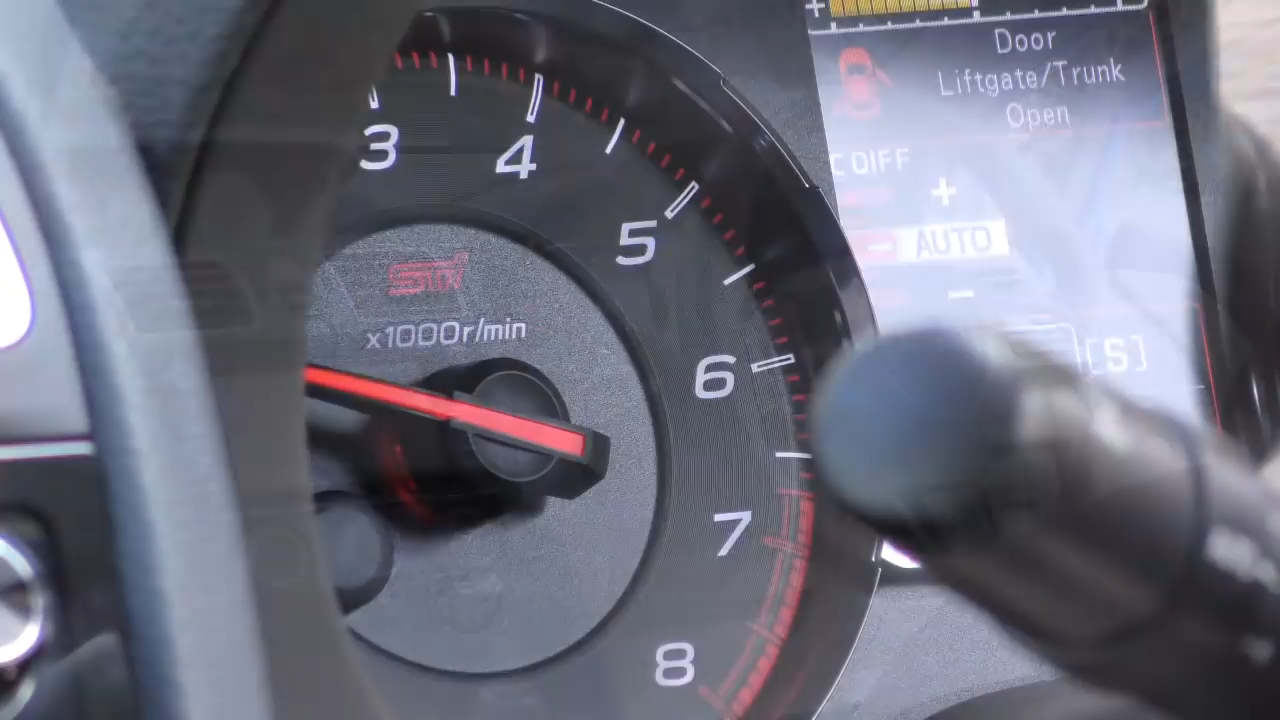 Door
Liftgate/Trunk
Open
3
4
5
6
7
8
STI
x1000r/min
C DIFF
+
- AUTO
-
[S]